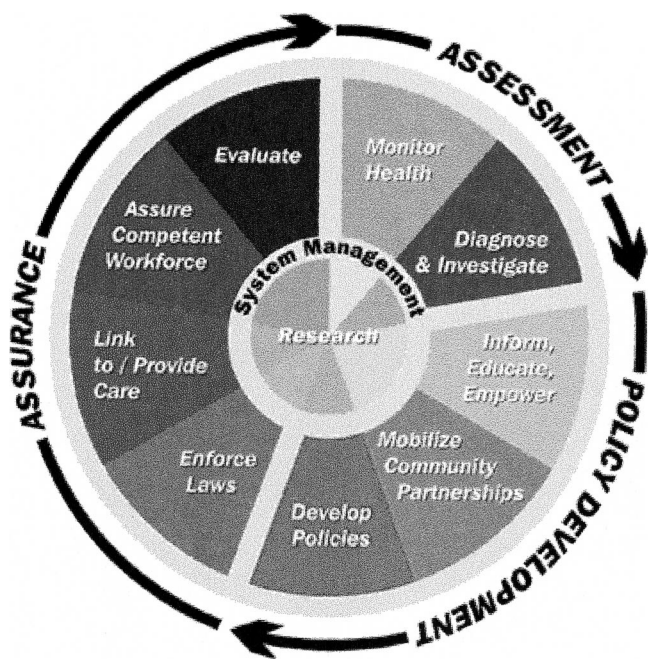 ASSESSMENT
Monitor
Health
Diagnose
& Investigate
POLICY DEVELOPMENT
Inform,
Educate,
Empower
Mobilize
Community
Partnerships
Develop
Policies
ASSURANCE
Enforce
Laws
Link
to / Provide
Care
Assure
Competent
Workforce
Evaluate
System Management
Research